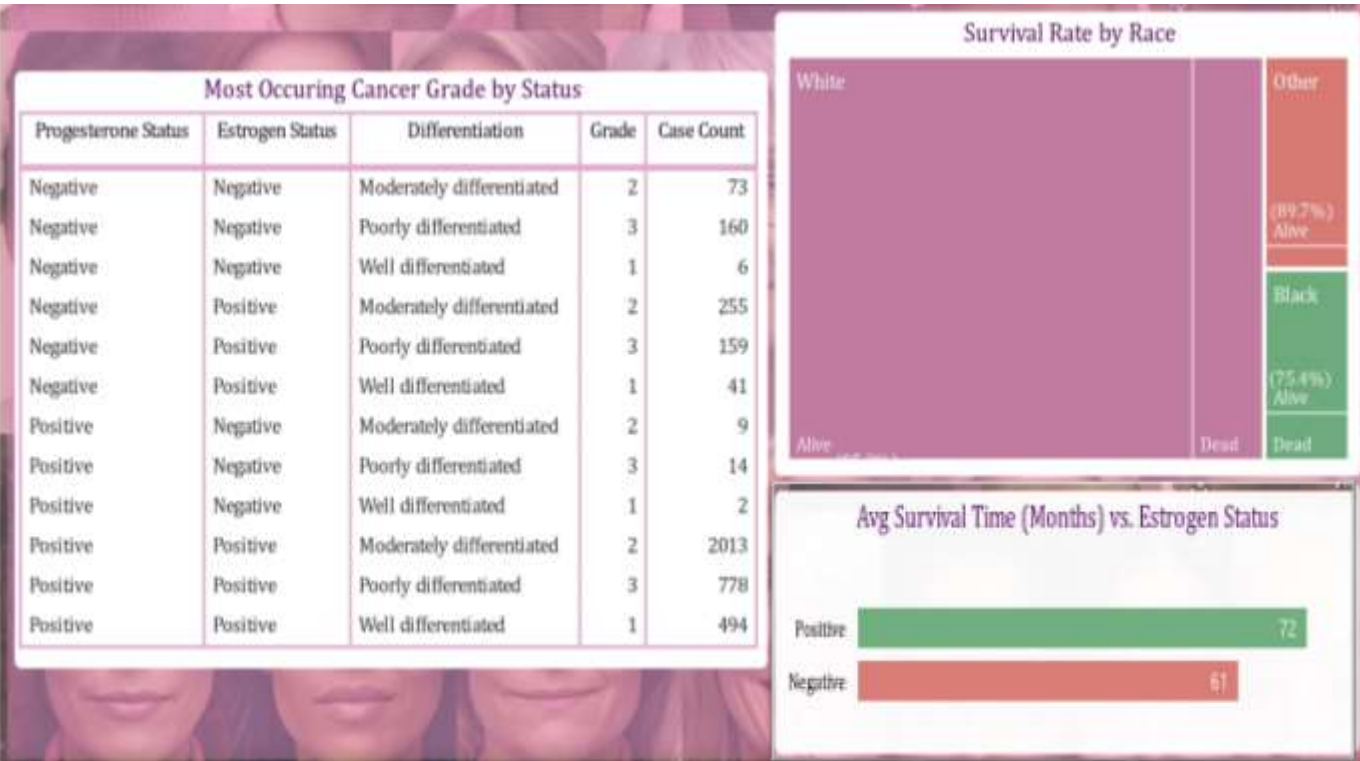 Most Occuring Cancer Grade by Status
Progesterone Status Estrogen Status Differentiation Grade Case Count
Negative Negative Moderately differentiated 2 73
Negative Negative Poorly differentiated 3 160
Negative Negative Well differentiated 1 6
Negative Positive Moderately differentiated 2 255
Negative Positive Poorly differentiated 3 159
Negative Positive Well differentiated 1 41
Positive Negative Moderately differentiated 2 9
Positive Negative Poorly differentiated 3 14
Positive Negative Well differentiated 1 2
Positive Positive Moderately differentiated 2 2013
Positive Positive Poorly differentiated 3 778
Positive Positive Well differentiated 1 494
Survival Rate by Race
White
Alive
Dead
Other
(89.7%)
Alive
Black
(75.4%)
Alive
Dead
Avg Survival Time (Months) vs. Estrogen Status
Positive 72
Negative 61